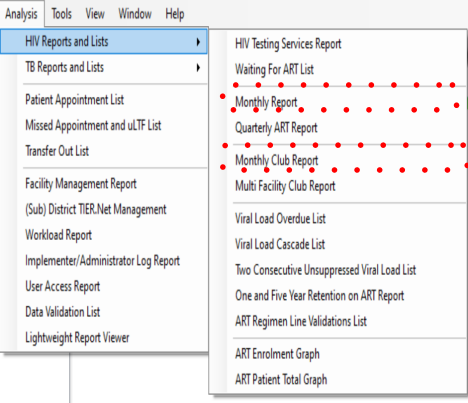 Analysis Tools View Window Help
HIV Reports and Lists
TB Reports and Lists
Patient Appointment List
Missed Appointment and uLTF List
Transfer Out List
Facility Management Report
(Sub) District TIER.Net Management
Workload Report
Implementer/Administrator Log Report
User Access Report
Data Validation List
Lightweight Report Viewer
HIV Testing Services Report
Waiting For ART List
Monthly Report
Quarterly ART Report
Monthly Club Report
Multi Facility Club Report
Viral Load Overdue List
Viral Load Cascade List
Two Consecutive Unsuppressed Viral Load List
One and Five Year Retention on ART Report
ART Regimen Line Validations List
ART Enrolment Graph
ART Patient Total Graph